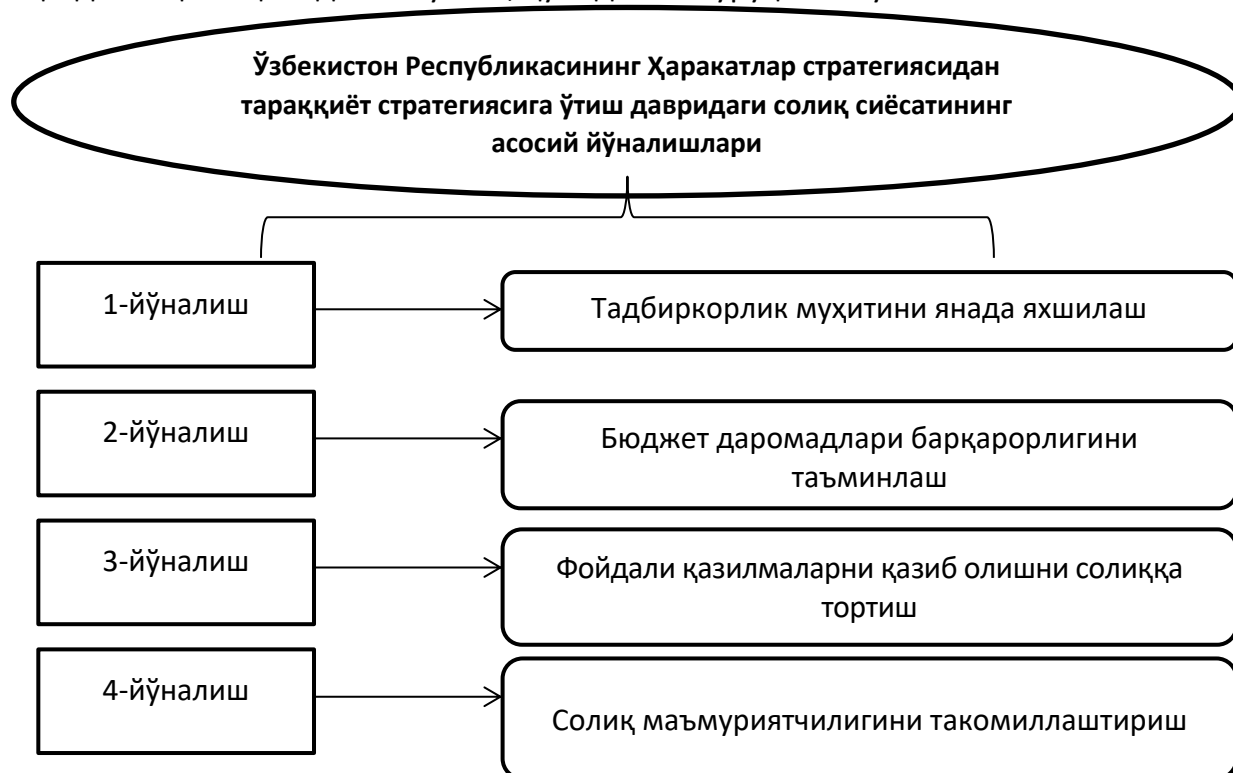 Ўзбекистон Республикасининг Ҳаракатлар стратегиясидан
тараққиёт стратегиясига ўтиш давридаги солиқ сиёсатининг
асосий йўналишлари
1-йўналиш
Тадбиркорлик муҳитини янада яхшилаш
2-йўналиш
Бюджет даромадлари барқарорлигини
таъминлаш
3-йўналиш
Фойдали қазилмаларни қазиб олишни солиққа
тортиш
4-йўналиш
Солиқ маъмуриятчилигини такомиллаштириш